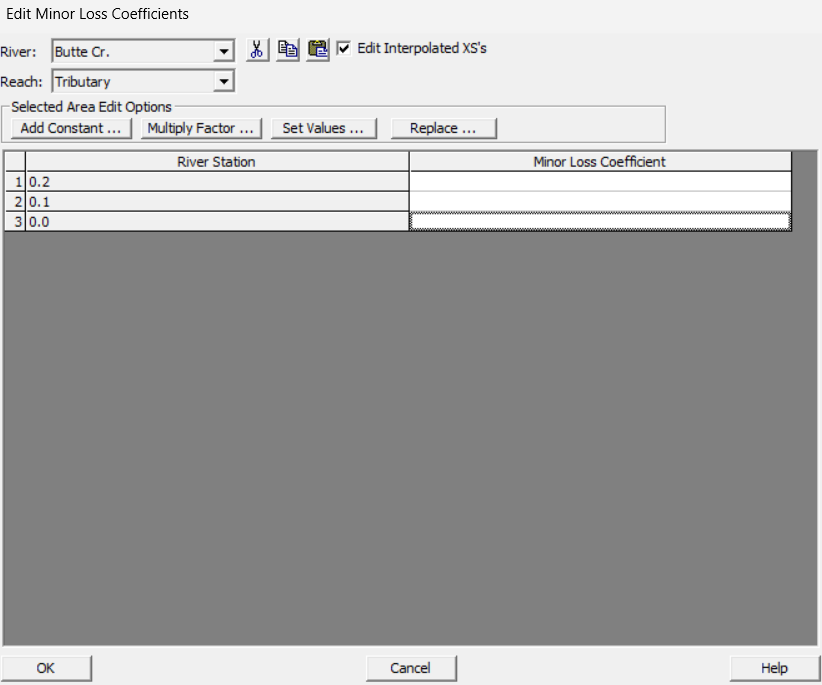 Edit Minor Loss Coefficients
River: Butte Cr. Edit Interpolated XS's
Reach: Tributary
Selected Area Edit Options
Add Constant ... Multiply Factor ... Set Values ... Replace ...
River Station Minor Loss Coefficient
1 0.2
2 0.1
3 0.0
OK Cancel Help